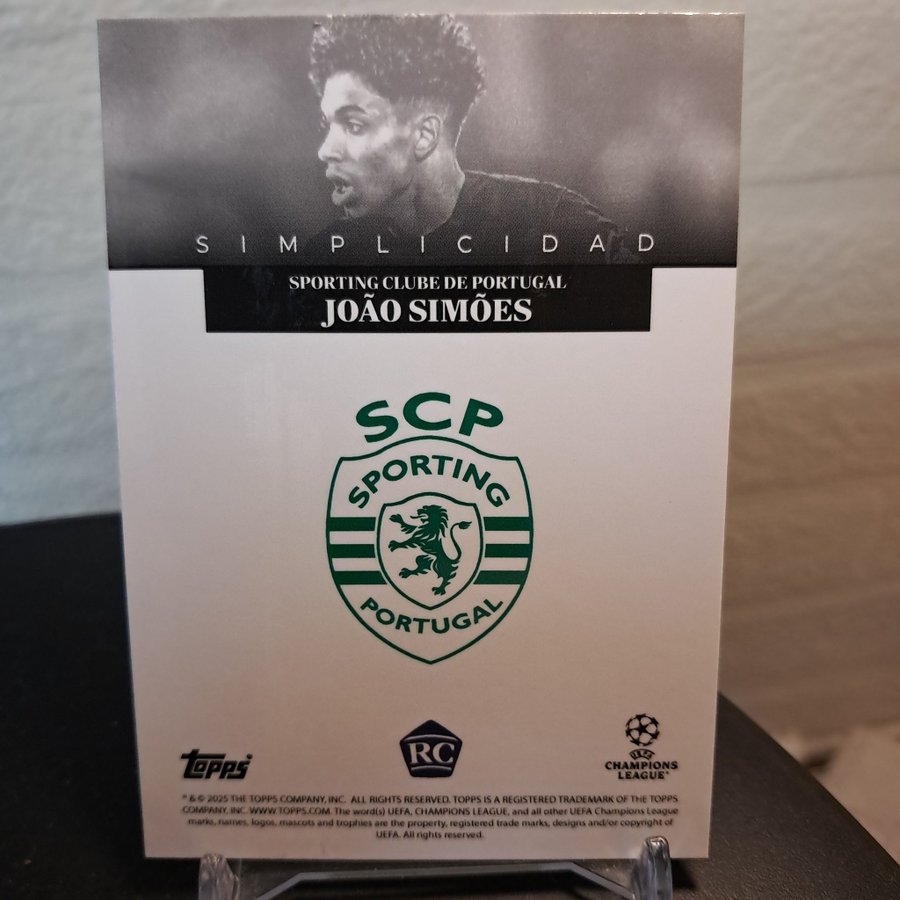 SIMPLICIDAD
SPORTING CLUBE DE PORTUGAL
JOÃO SIMÕES
SCP
SPORTING
PORTUGAL
topps
RC
UEFA
CHAMPIONS
LEAGUE
® & © 2025 THE TOPPS COMPANY, INC. ALL RIGHTS RESERVED. TOPPS IS A REGISTERED TRADEMARK OF THE TOPPS
COMPANY, INC. WWW.TOPPS.COM. The word(s) UEFA, CHAMPIONS LEAGUE, and all other UEFA Champions League
marks, names, logos, mascots and trophies are the property, registered trade marks, designs and/or copyright of
UEFA. All rights reserved.